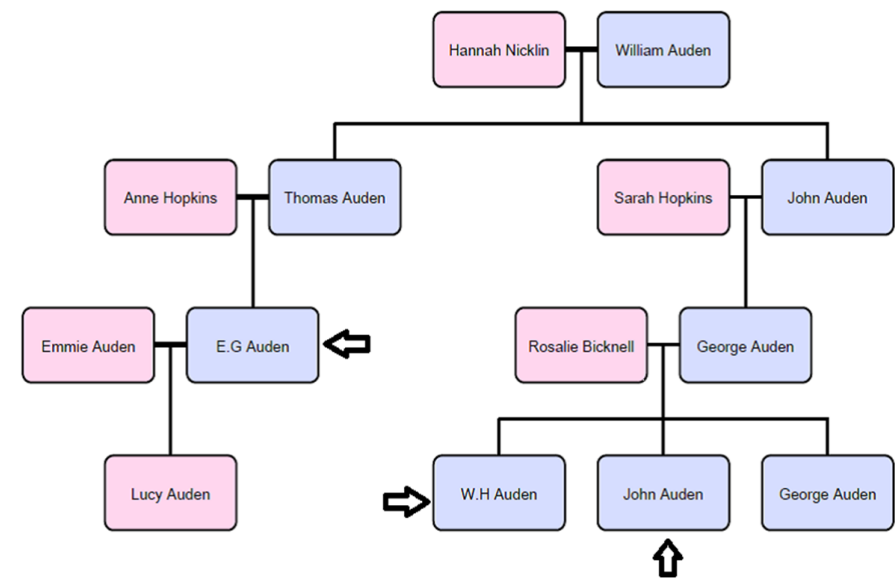 Hannah Nicklin
William Auden
Anne Hopkins
Thomas Auden
Sarah Hopkins
John Auden
Emmie Auden
E.G Auden
Rosalie Bicknell
George Auden
Lucy Auden
W.H Auden
John Auden
George Auden